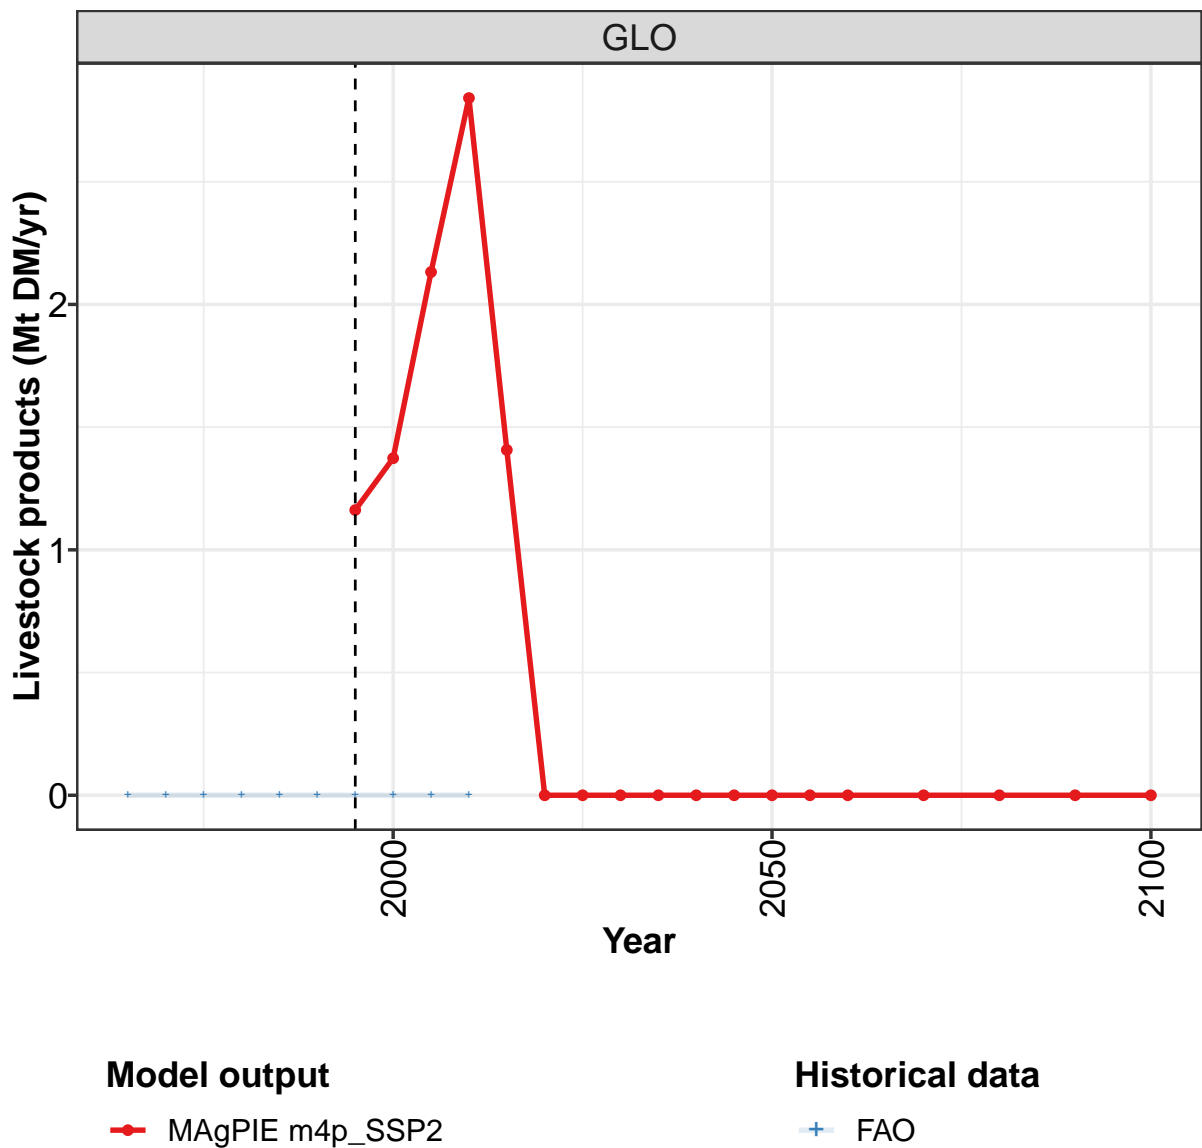 GLO
Livestock products (Mt DM/yr)
2
1
0
2000
2050
2100
Year
Model output
MAgPIE m4p_SSP2
Historical data
FAO